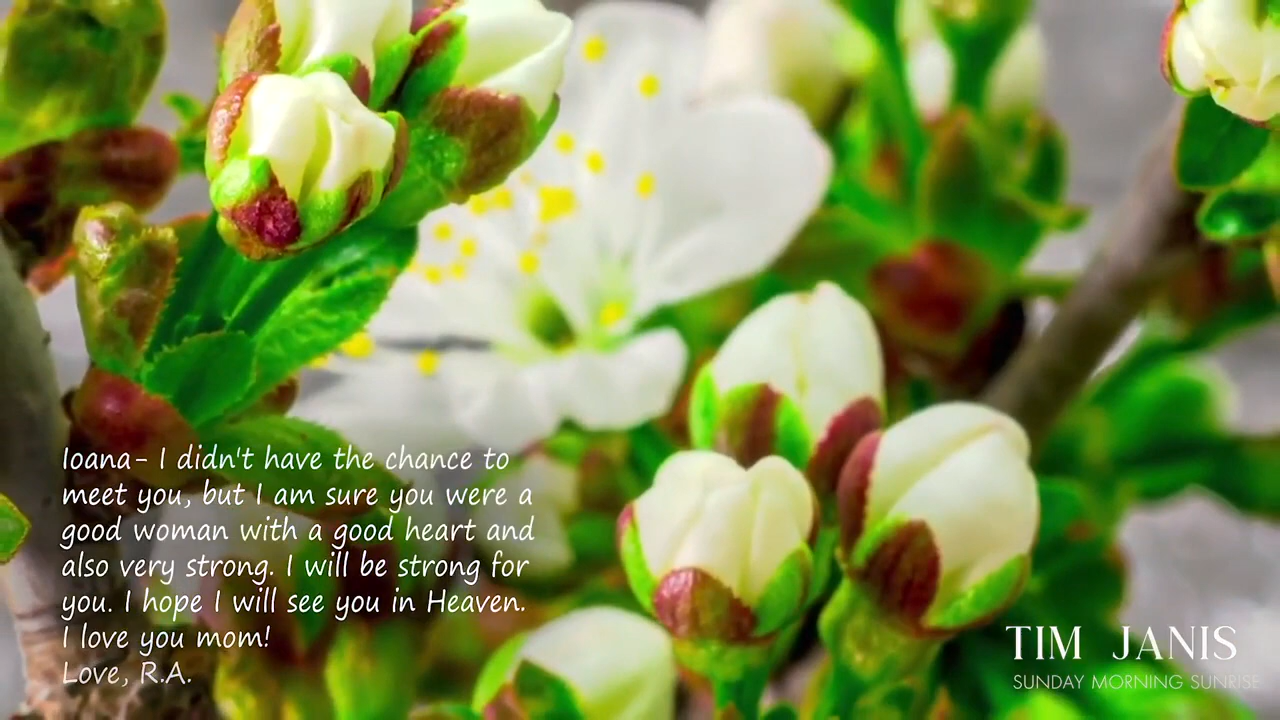 Ioana- I didn't have the chance to
meet you, but I am sure you were a
good woman with a good heart and
also very strong. I will be strong for
you. I hope I will see you in Heaven.
I love you mom!
Love, R.A.
TIM JANIS
SUNDAY MORNING SUNRISE